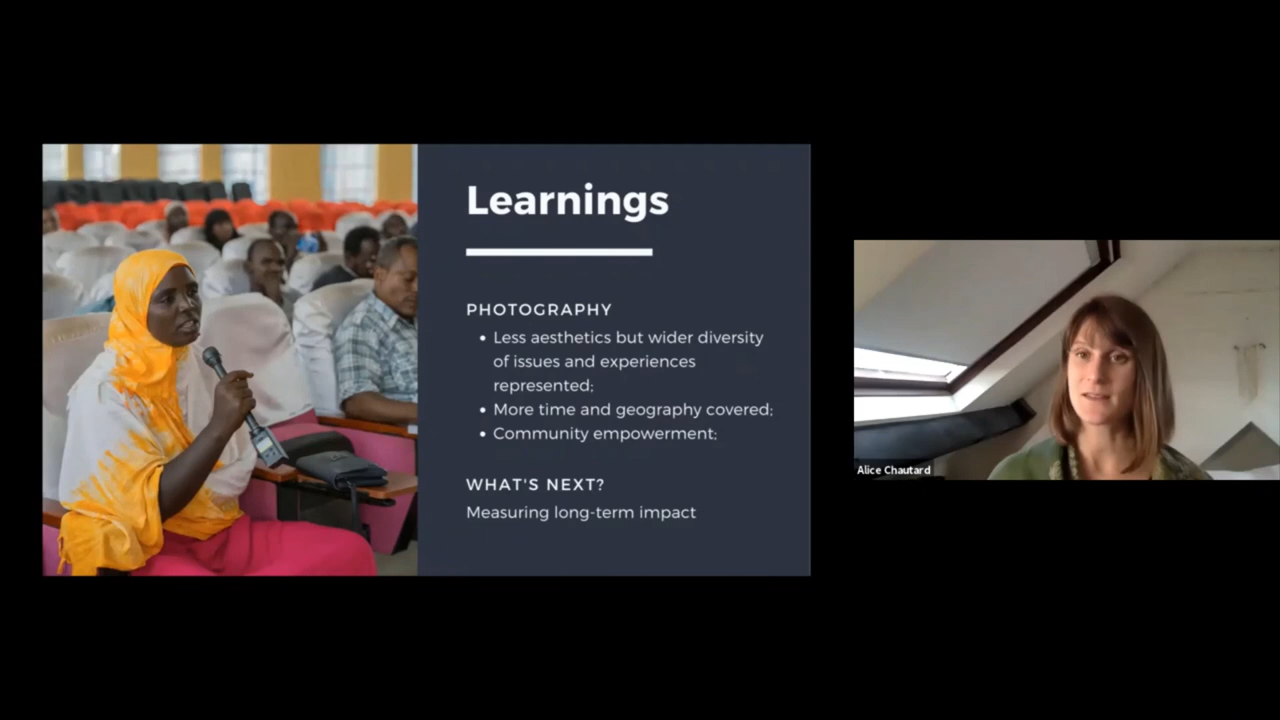 Learnings
PHOTOGRAPHY
• Less aesthetics but wider diversity
of issues and experiences
represented;
• More time and geography covered;
• Community empowerment;
WHAT'S NEXT?
Measuring long-term impact
Alice Chautard